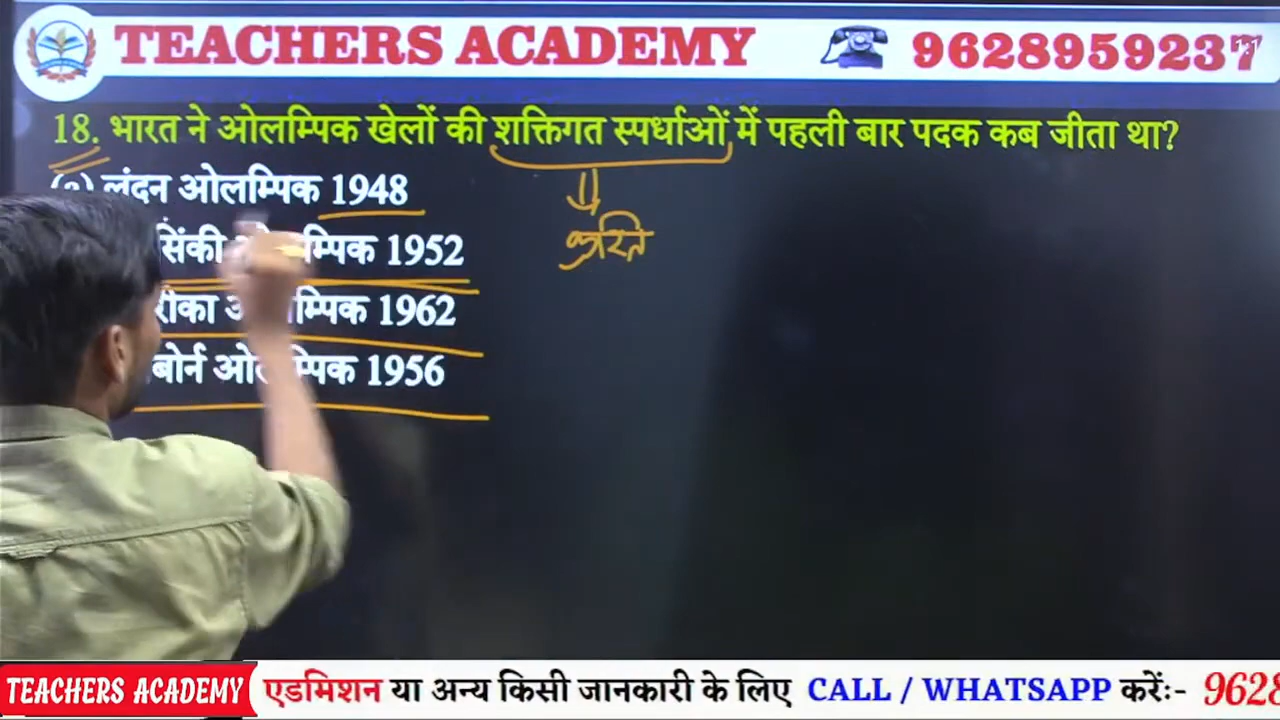 TEACHERS ACADEMY
9628959237
18. भारत ने ओलम्पिक खेलों की शक्तिगत स्पर्धाओं में पहली बार पदक कब जीता था?
लंदन ओलम्पिक 1948
1952
1962
1956
TEACHERS ACADEMY
एडमिशन या अन्य किसी जानकारी के लिए CALL / WHATSAPP करेंः- 9628